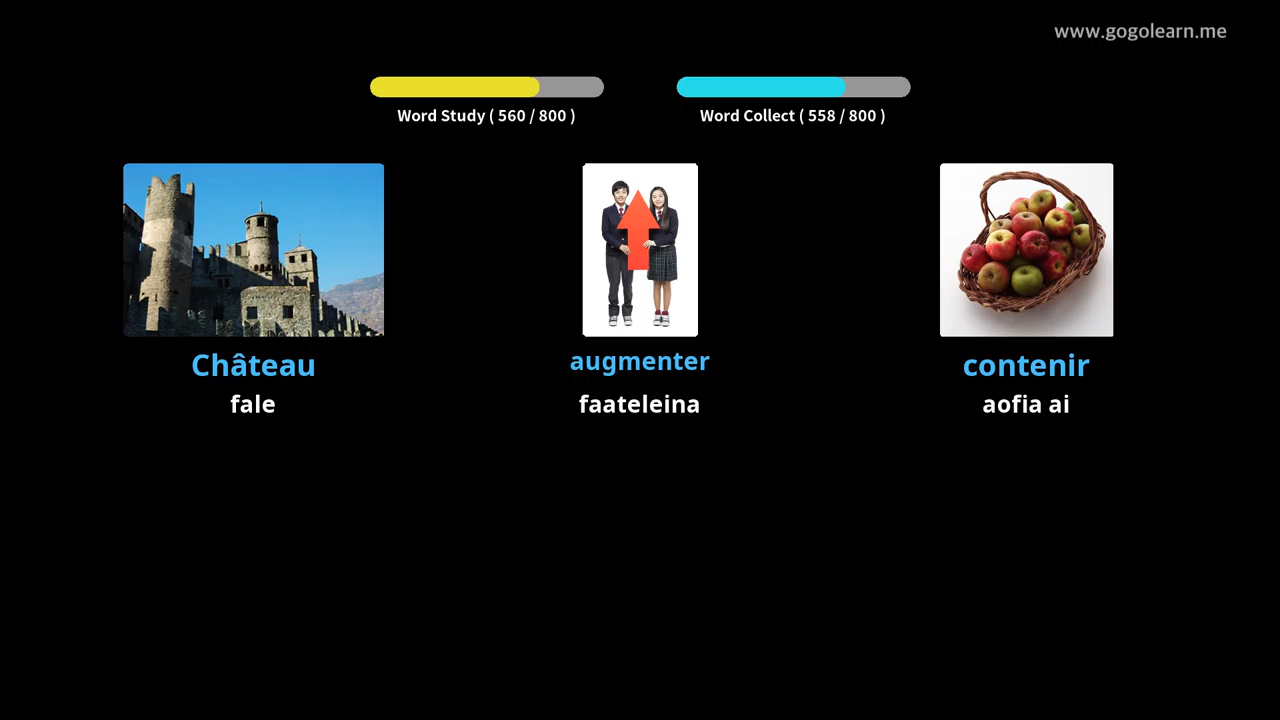 www.gogolearn.me
Word Study ( 560 / 800 )
Word Collect ( 558 / 800 )
Château
augmenter
contenir
fale
faateleina
aofia ai